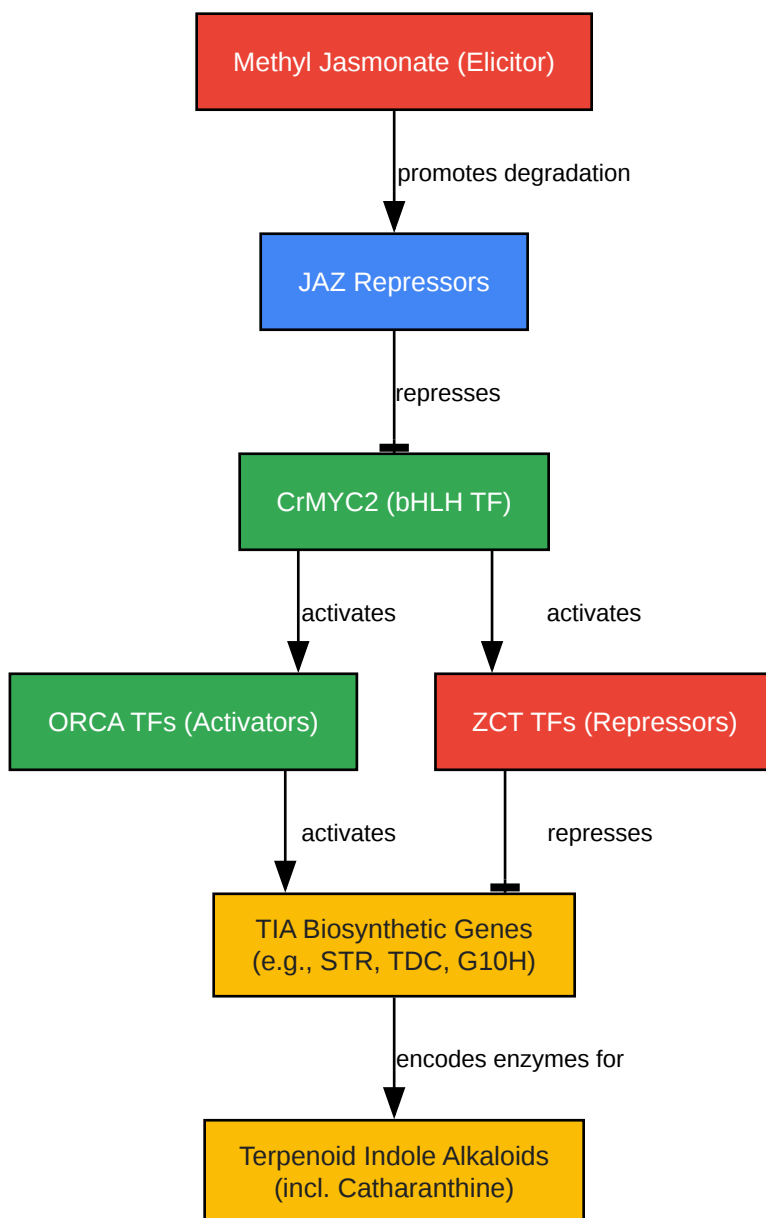 Methyl Jasmonate (Elicitor)
promotes degradation
JAZ Repressors
represses
CrMYC2 (bHLH TF)
activates
activates
ORCA TFs (Activators)
ZCT TFs (Repressors)
activates
represses
TIA Biosynthetic Genes
(e.g., STR, TDC, G10H)
encodes enzymes for
Terpenoid Indole Alkaloids
(incl. Catharanthine)